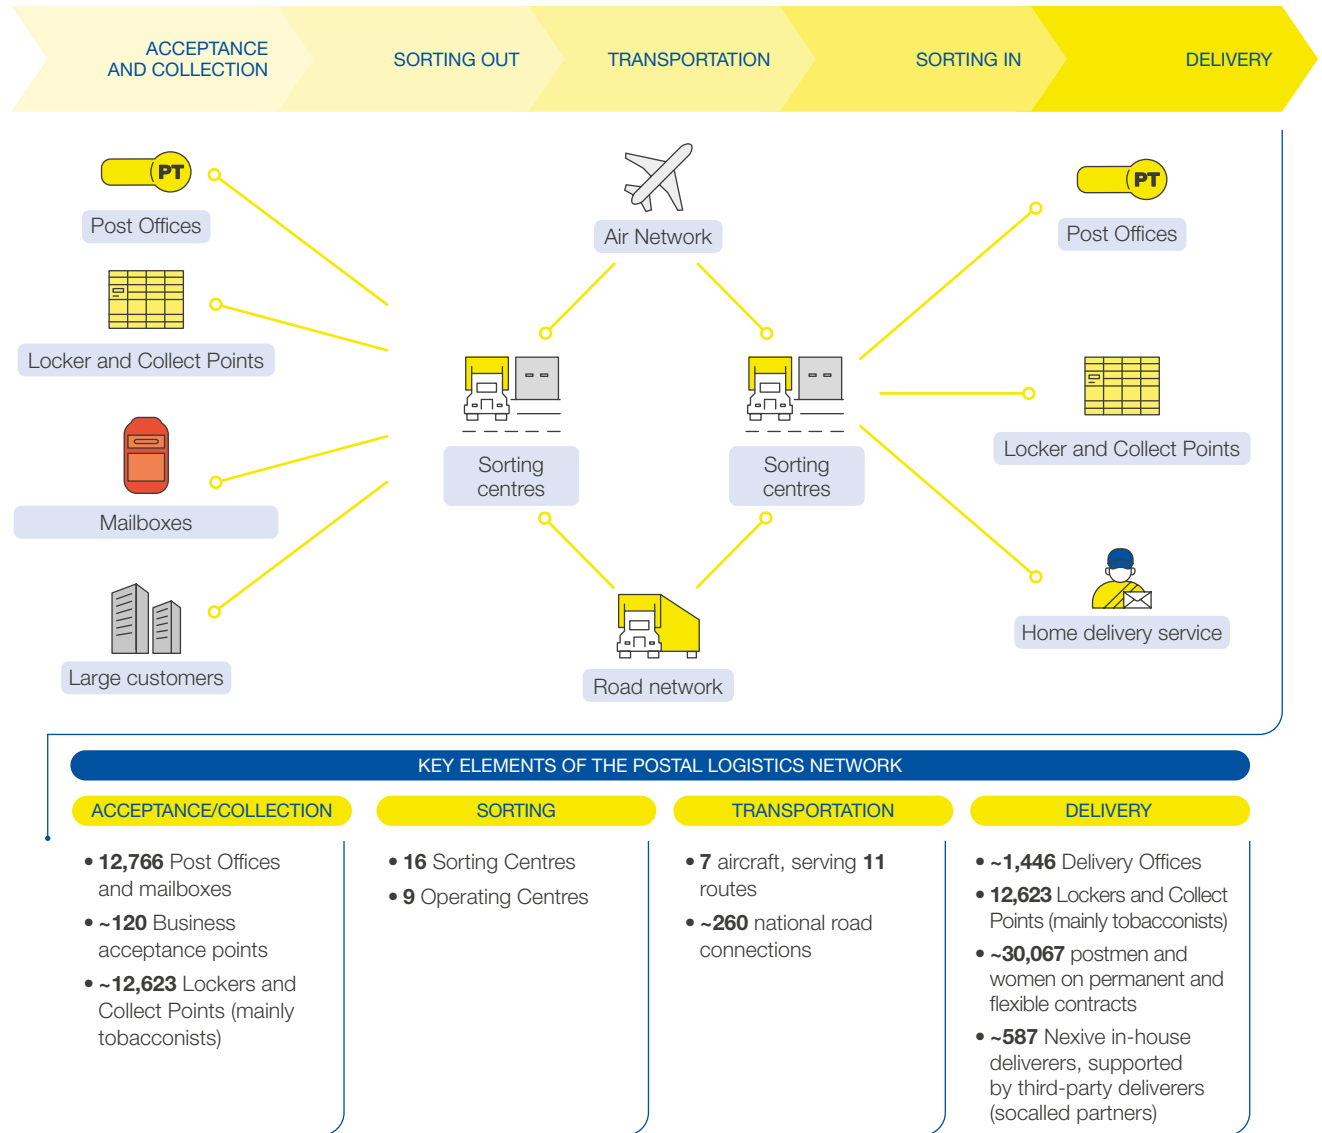 ACCEPTANCE
AND COLLECTION
SORTING OUT
TRANSPORTATION
SORTING IN
DELIVERY
PT
Post Offices
Locker and Collect Points
Mailboxes
Large customers
Air Network
Sorting
centres
Sorting
centres
Road network
PT
Post Offices
Locker and Collect Points
Home delivery service
KEY ELEMENTS OF THE POSTAL LOGISTICS NETWORK
ACCEPTANCE/COLLECTION
• 12,766 Post Offices
and mailboxes
• ~120 Business
acceptance points
• ~12,623 Lockers and
Collect Points (mainly
tobacconists)
SORTING
• 16 Sorting Centres
• 9 Operating Centres
TRANSPORTATION
• 7 aircraft, serving 11
routes
• ~260 national road
connections
DELIVERY
• ~1,446 Delivery Offices
• 12,623 Lockers and Collect
Points (mainly tobacconists)
• ~30,067 postmen and
women on permanent and
flexible contracts
• ~587 Nexive in-house
deliverers, supported
by third-party deliverers
(socalled partners)